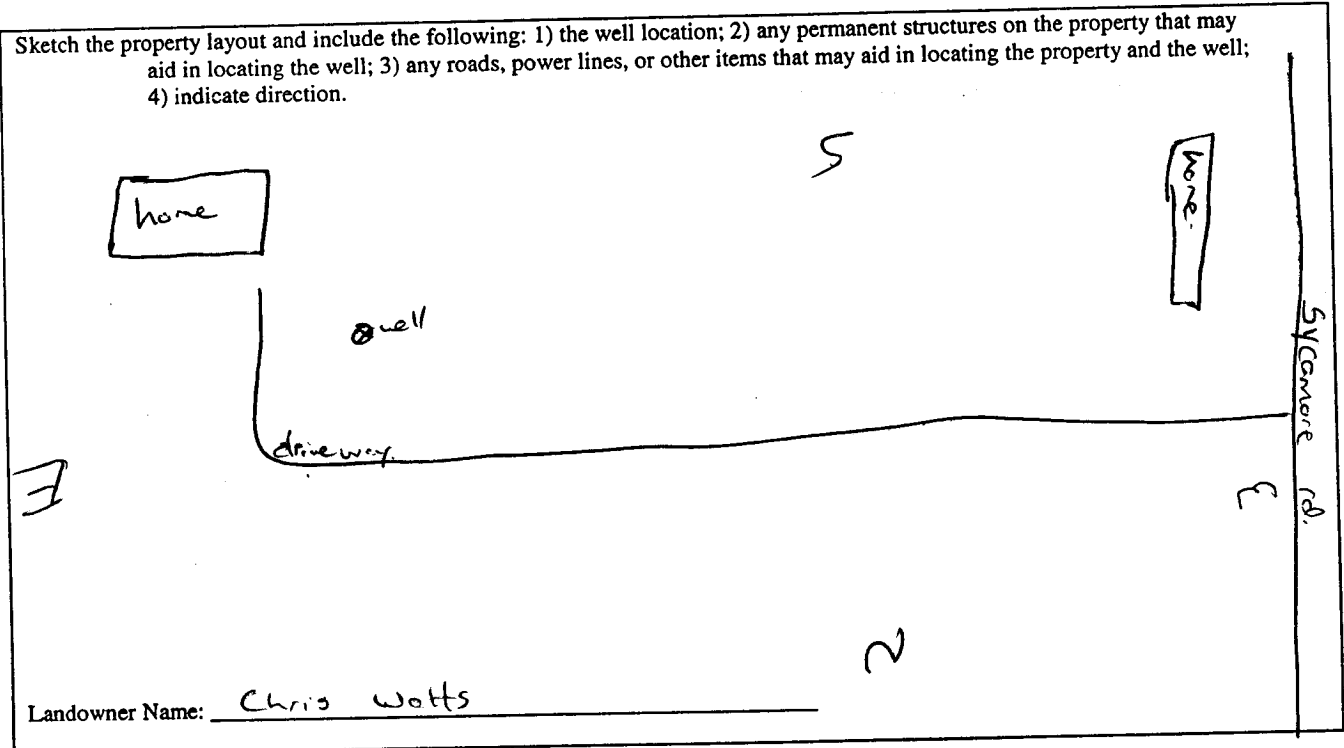 Sketch the property layout and include the following: 1) the well location; 2) any permanent structures on the property that may
aid in locating the well; 3) any roads, power lines, or other items that may aid in locating the property and the well;
4) indicate direction.
S
home
home.
well
Sycamore rd.
driveway.
E
W
N
Landowner Name: Chris Watts